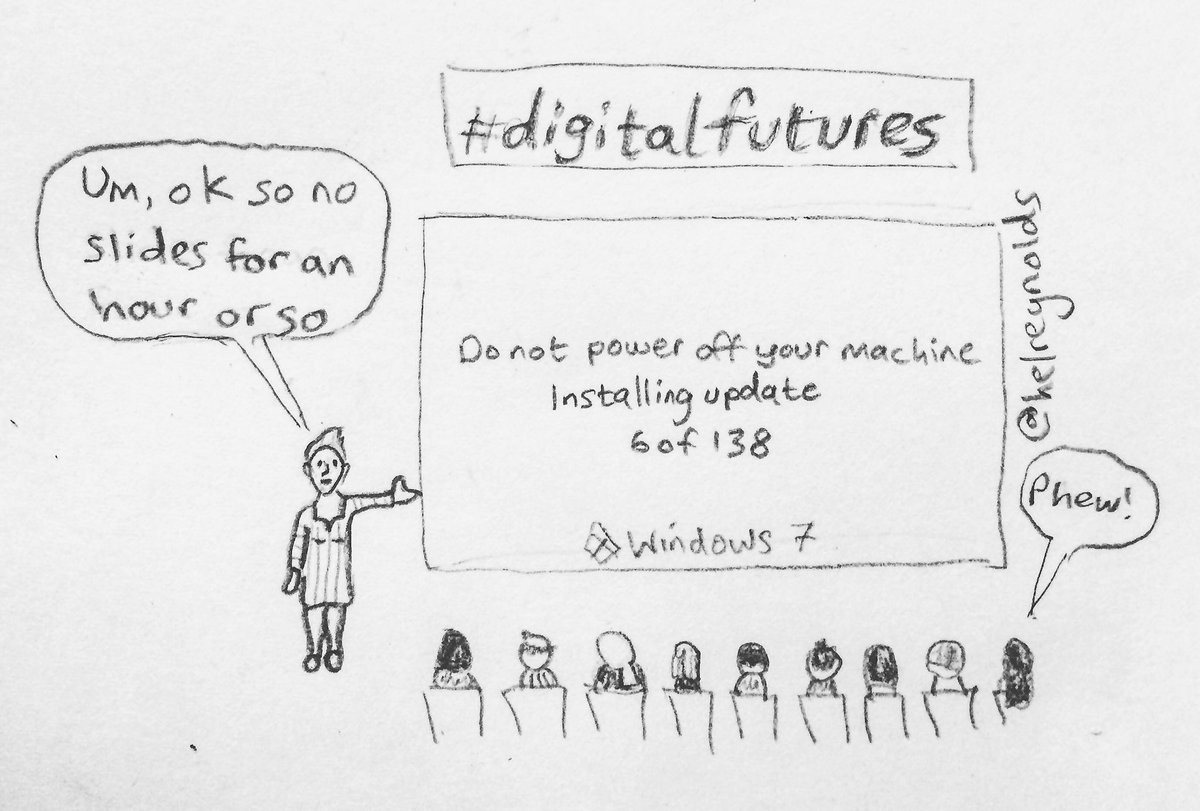 #digitalfutures
Um, ok so no
slides for an
hour or so
Do not power off your machine
Installing update
6 of 138
Windows 7
@helreynolds
Phew!